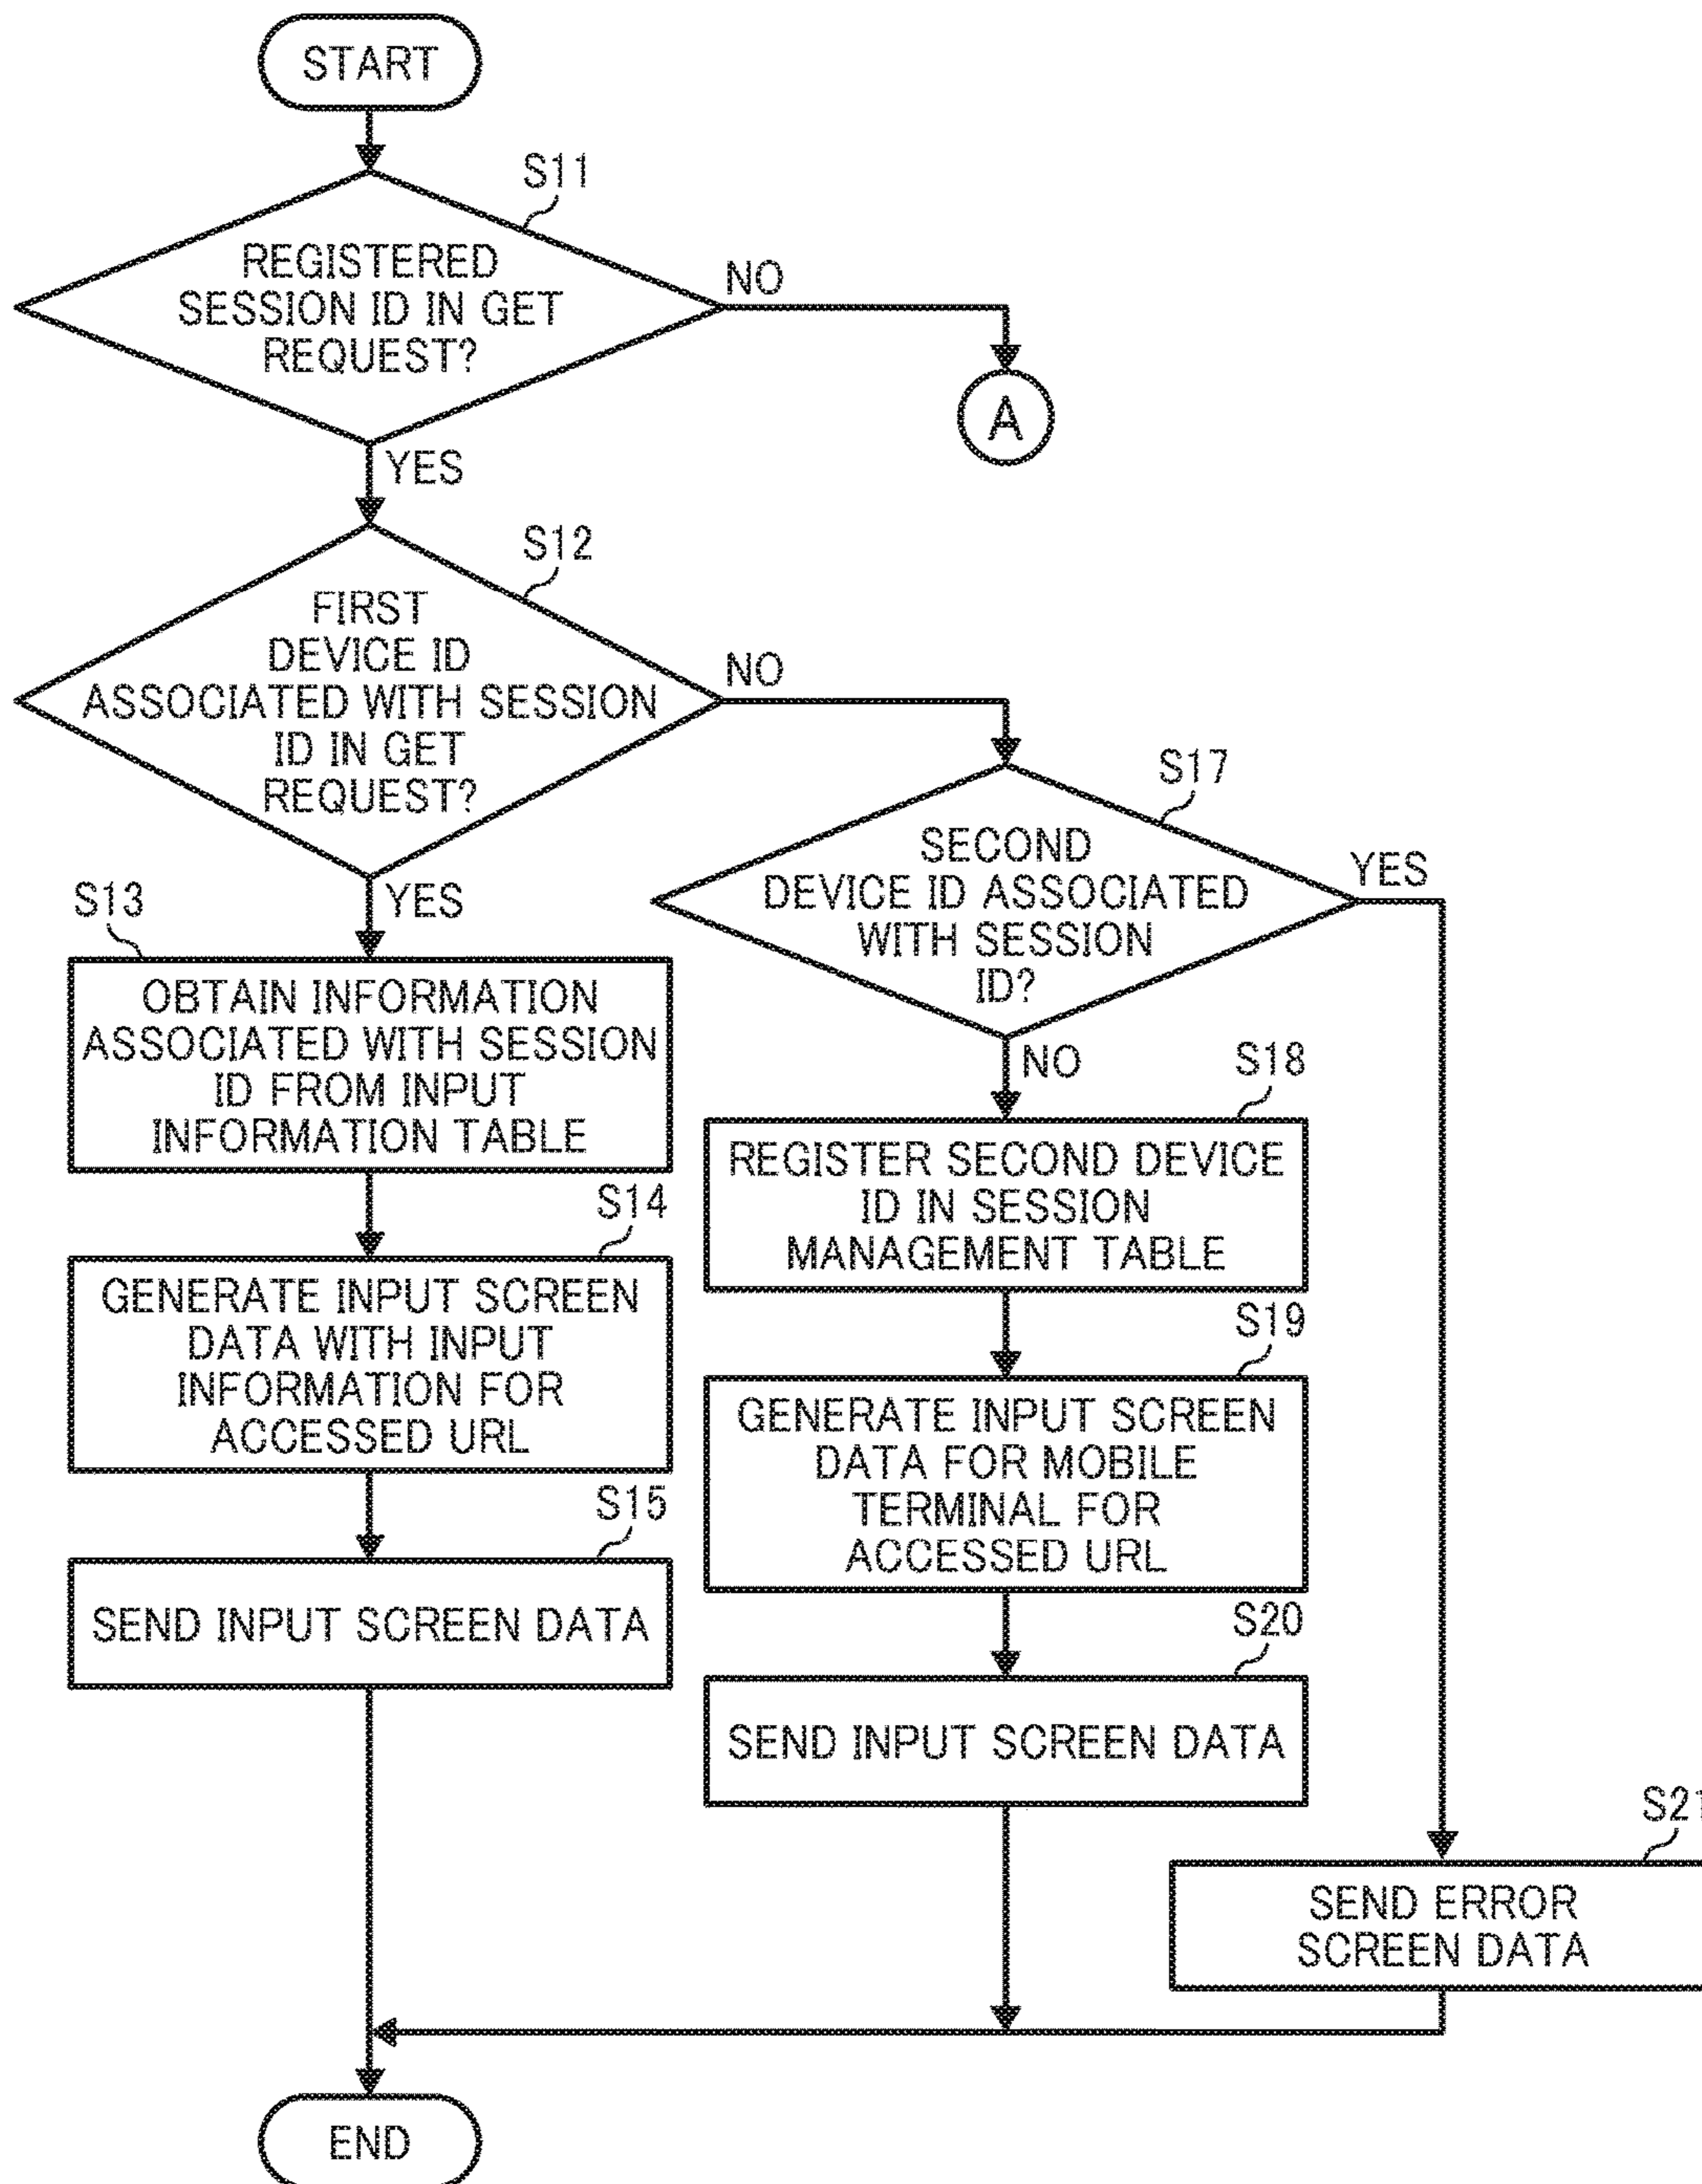 START
S11
REGISTERED
SESSION ID IN GET
REQUEST?
NO
A
YES
S12
FIRST
DEVICE ID
ASSOCIATED WITH SESSION
ID IN GET
REQUEST?
NO
YES
S17
SECOND
DEVICE ID ASSOCIATED
WITH SESSION
ID?
YES
NO
S13
OBTAIN INFORMATION
ASSOCIATED WITH SESSION
ID FROM INPUT
INFORMATION TABLE
S14
GENERATE INPUT SCREEN
DATA WITH INPUT
INFORMATION FOR
ACCESSED URL
S15
SEND INPUT SCREEN DATA
S18
REGISTER SECOND DEVICE
ID IN SESSION
MANAGEMENT TABLE
S19
GENERATE INPUT SCREEN
DATA FOR MOBILE
TERMINAL FOR
ACCESSED URL
S20
SEND INPUT SCREEN DATA
S21
SEND ERROR
SCREEN DATA
END